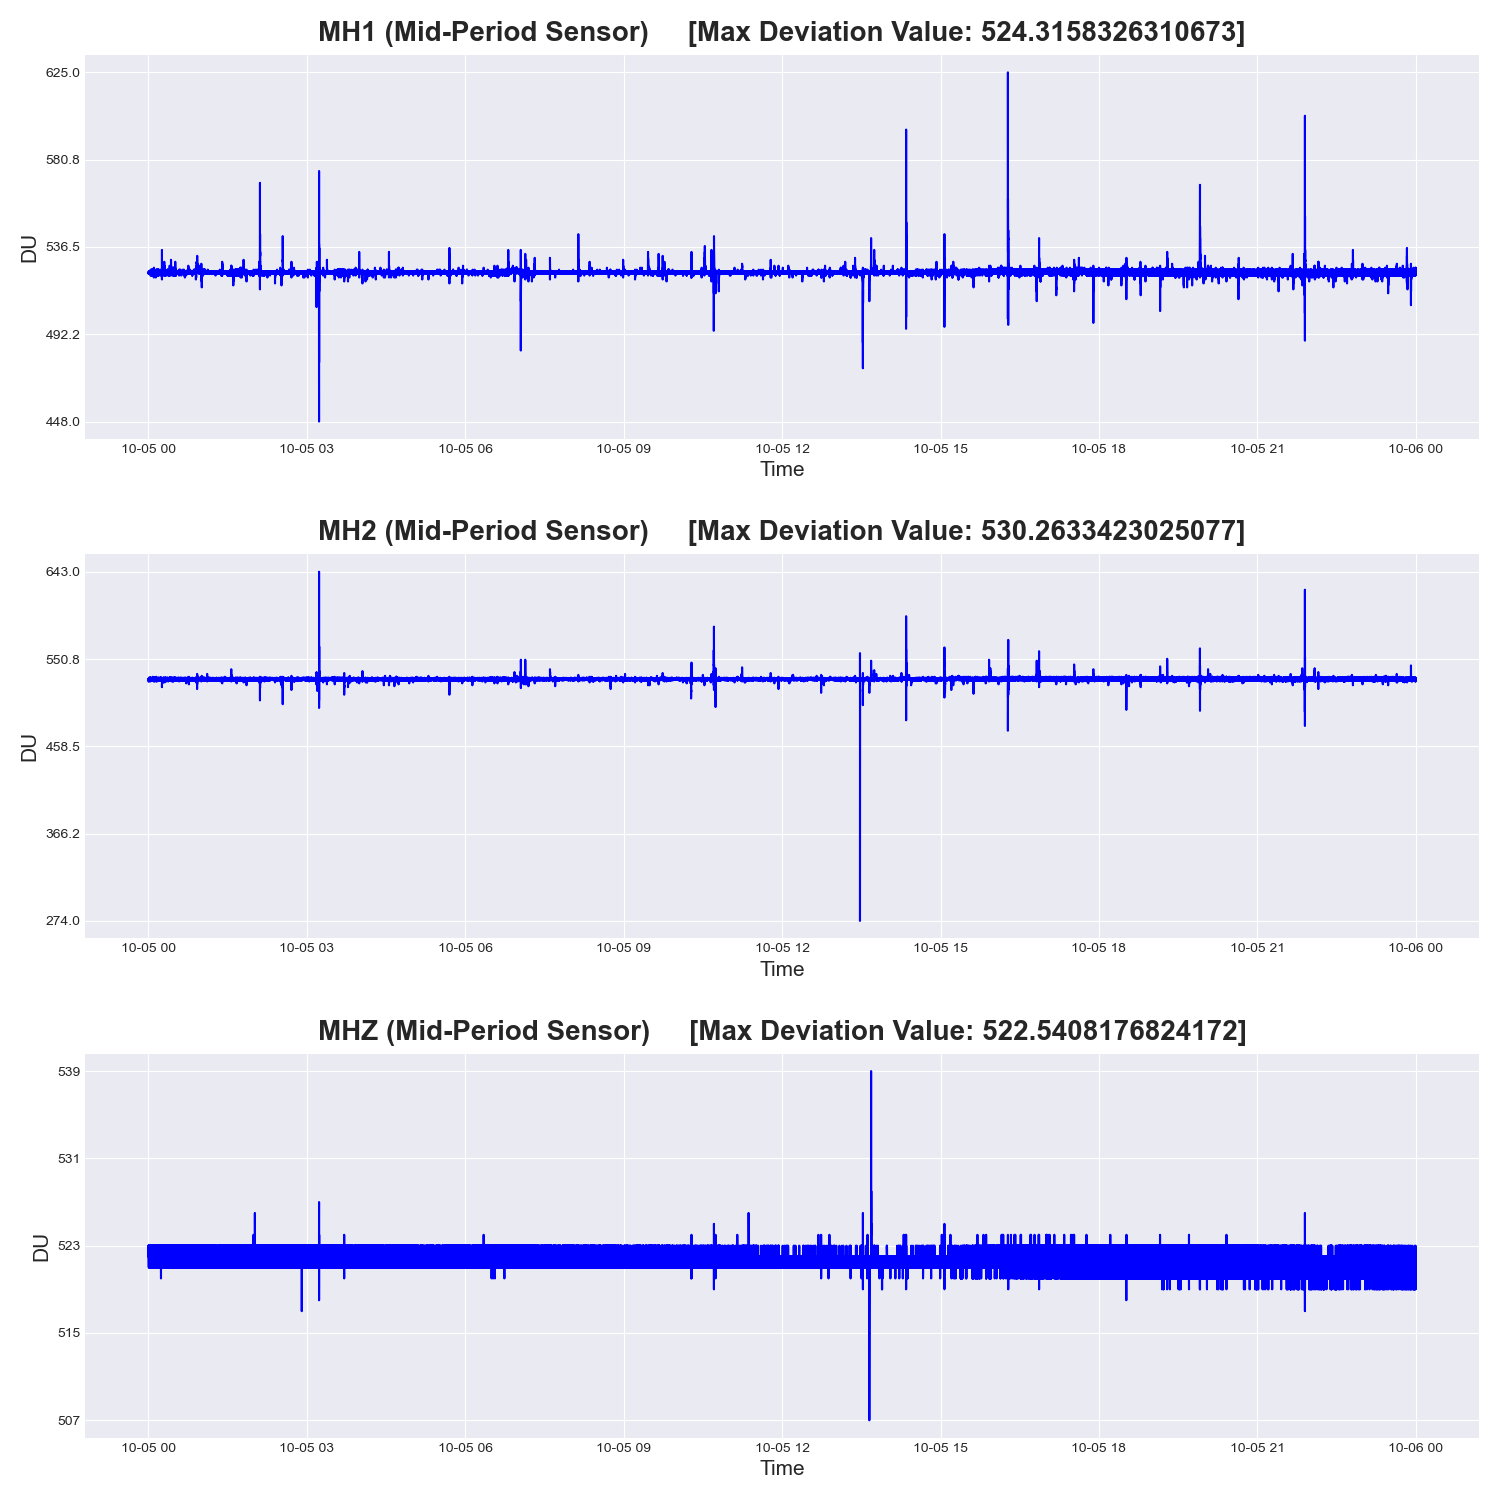 MH1 (Mid-Period Sensor) [Max Deviation Value: 524.3158326310673]
625.0
580.8
536.5
492.2
448.0
DU
10-05 00 10-05 03 10-05 06 10-05 09 10-05 12 10-05 15 10-05 18 10-05 21 10-06 00
Time
MH2 (Mid-Period Sensor) [Max Deviation Value: 530.2633423025077]
643.0
550.8
458.5
366.2
274.0
DU
10-05 00 10-05 03 10-05 06 10-05 09 10-05 12 10-05 15 10-05 18 10-05 21 10-06 00
Time
MHZ (Mid-Period Sensor) [Max Deviation Value: 522.5408176824172]
539
531
523
515
507
DU
10-05 00 10-05 03 10-05 06 10-05 09 10-05 12 10-05 15 10-05 18 10-05 21 10-06 00
Time